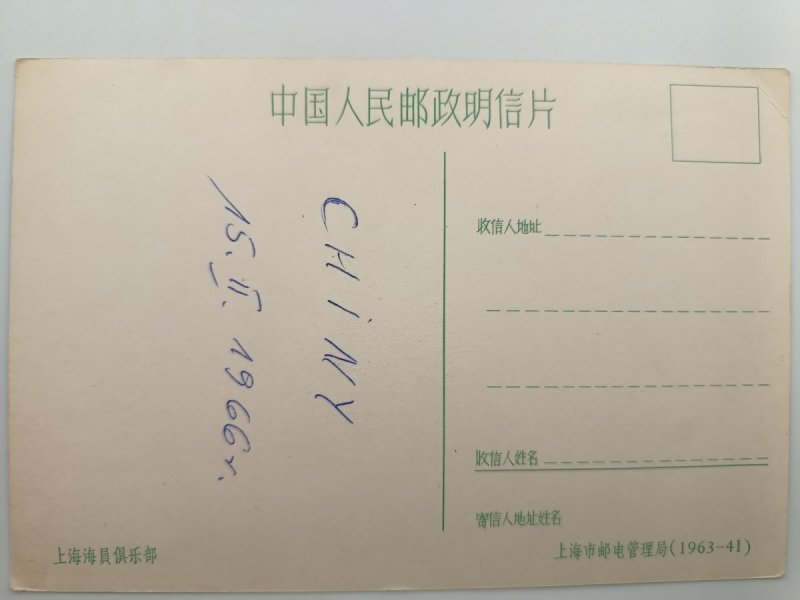 中国人民邮政明信片
CHiNY
15.II.1966r.
收信人地址
收信人姓名
寄信人地址姓名
上海海員俱乐部
上海市邮电管理局(1963-41)